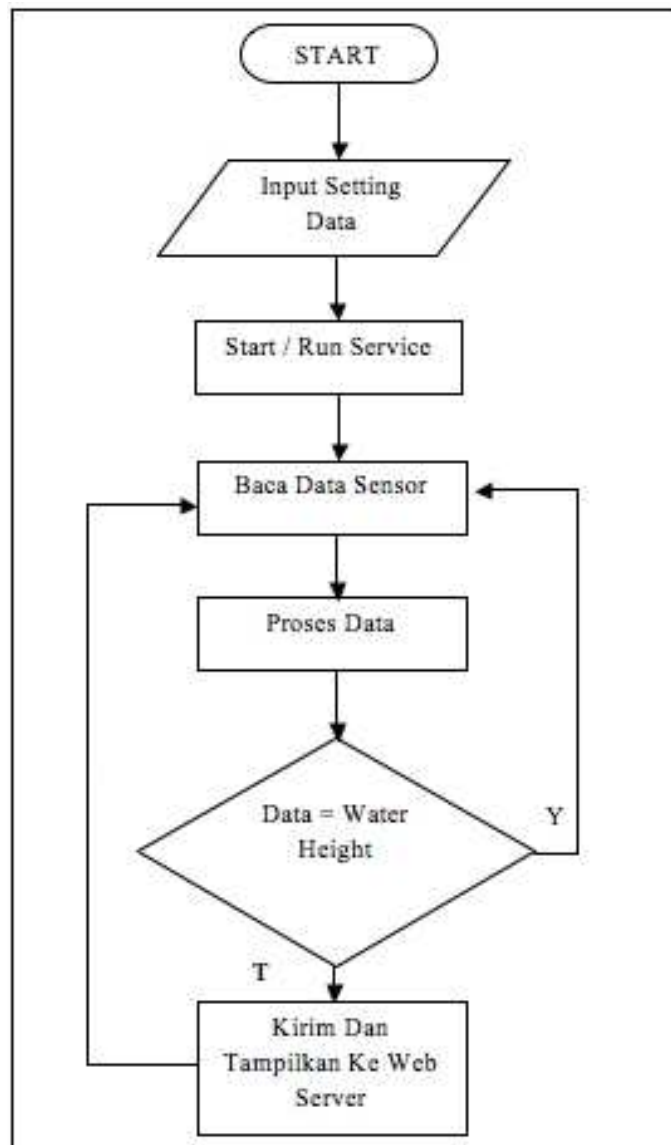 START
Input Setting
Data
Start / Run Service
Baca Data Sensor
Proses Data
Data = Water
Height
Y
T
Kirim Dan
Tampilkan Ke Web
Server